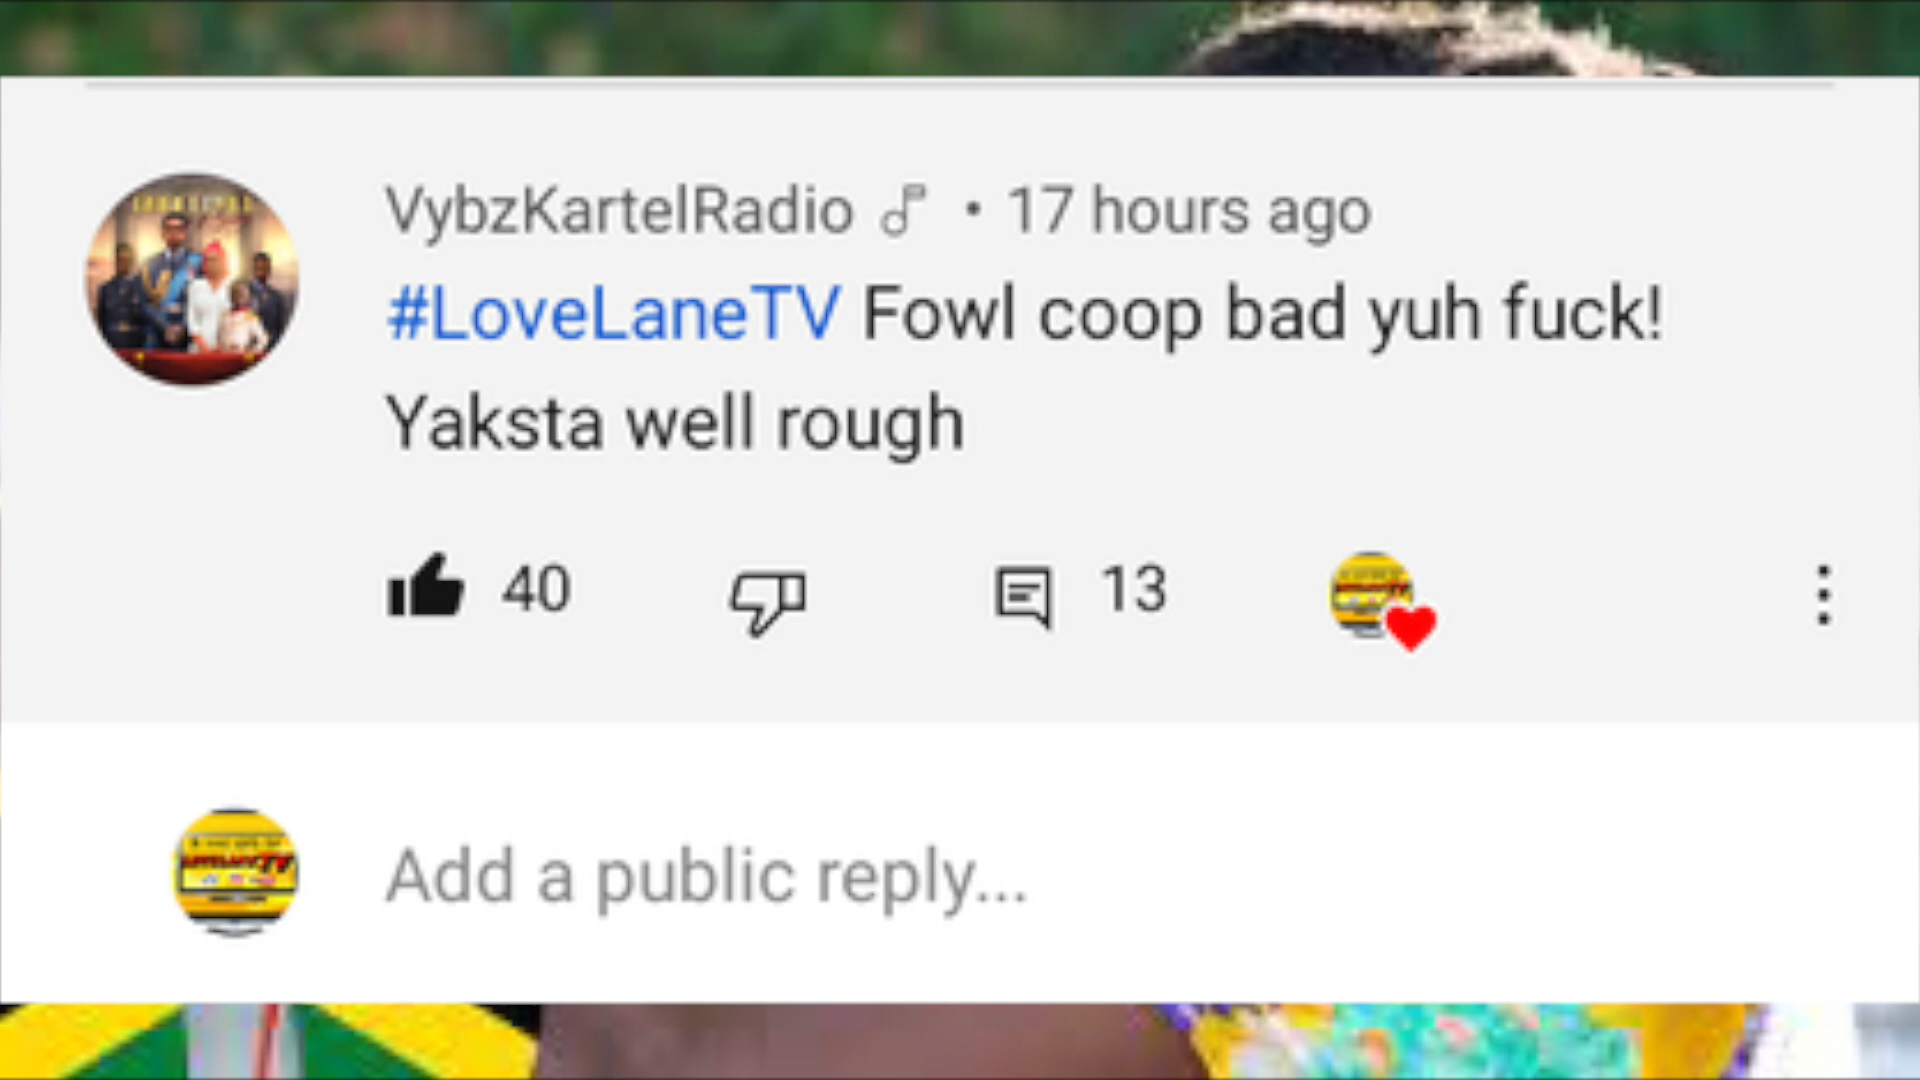 VybzKartelRadio ♪ • 17 hours ago
#LoveLaneTV Fowl coop bad yuh fuck!
Yaksta well rough
40
13
Add a public reply...